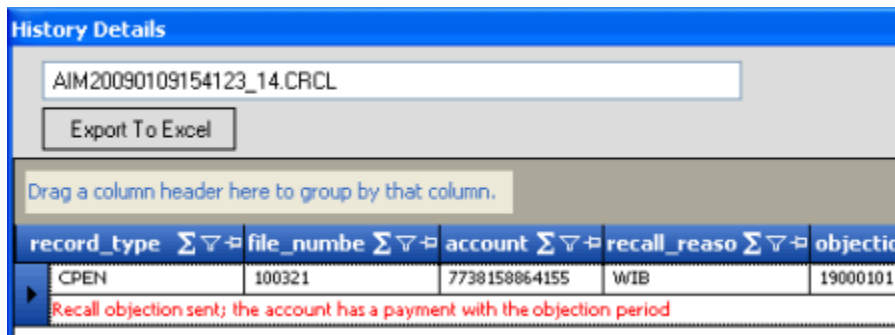 History Details
AIM20090109154123_14.CRCL
Export To Excel
Drag a column header here to group by that column.
record_type Σ file_numbe Σ account Σ recall_reaso Σ objectio
CPEN 100321 7738158864155 WIB 19000101
Recall objection sent; the account has a payment with the objection period